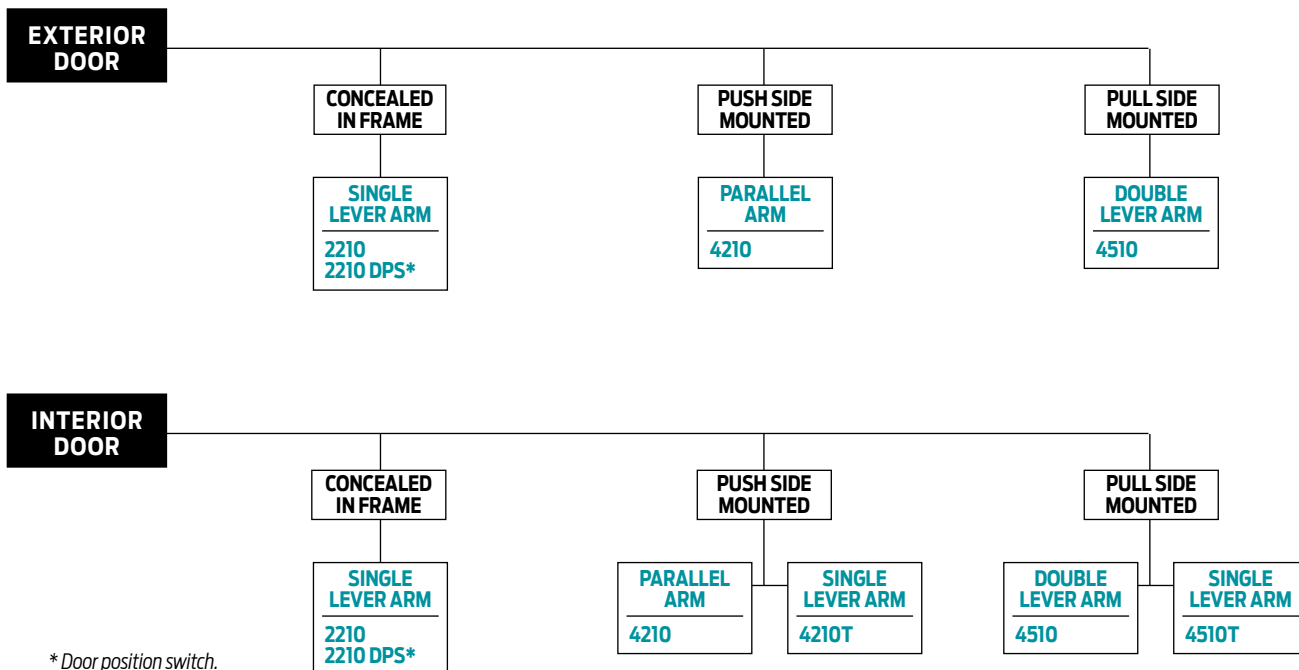 EXTERIOR
DOOR
CONCEALED
IN FRAME
PUSH SIDE
MOUNTED
PULL SIDE
MOUNTED
SINGLE
LEVER ARM
2210
2210 DPS*
PARALLEL
ARM
4210
DOUBLE
LEVER ARM
4510
INTERIOR
DOOR
CONCEALED
IN FRAME
PUSH SIDE
MOUNTED
PULL SIDE
MOUNTED
SINGLE
LEVER ARM
2210
2210 DPS*
PARALLEL
ARM
4210
SINGLE
LEVER ARM
4210T
DOUBLE
LEVER ARM
4510
SINGLE
LEVER ARM
4510T
* Door position switch.